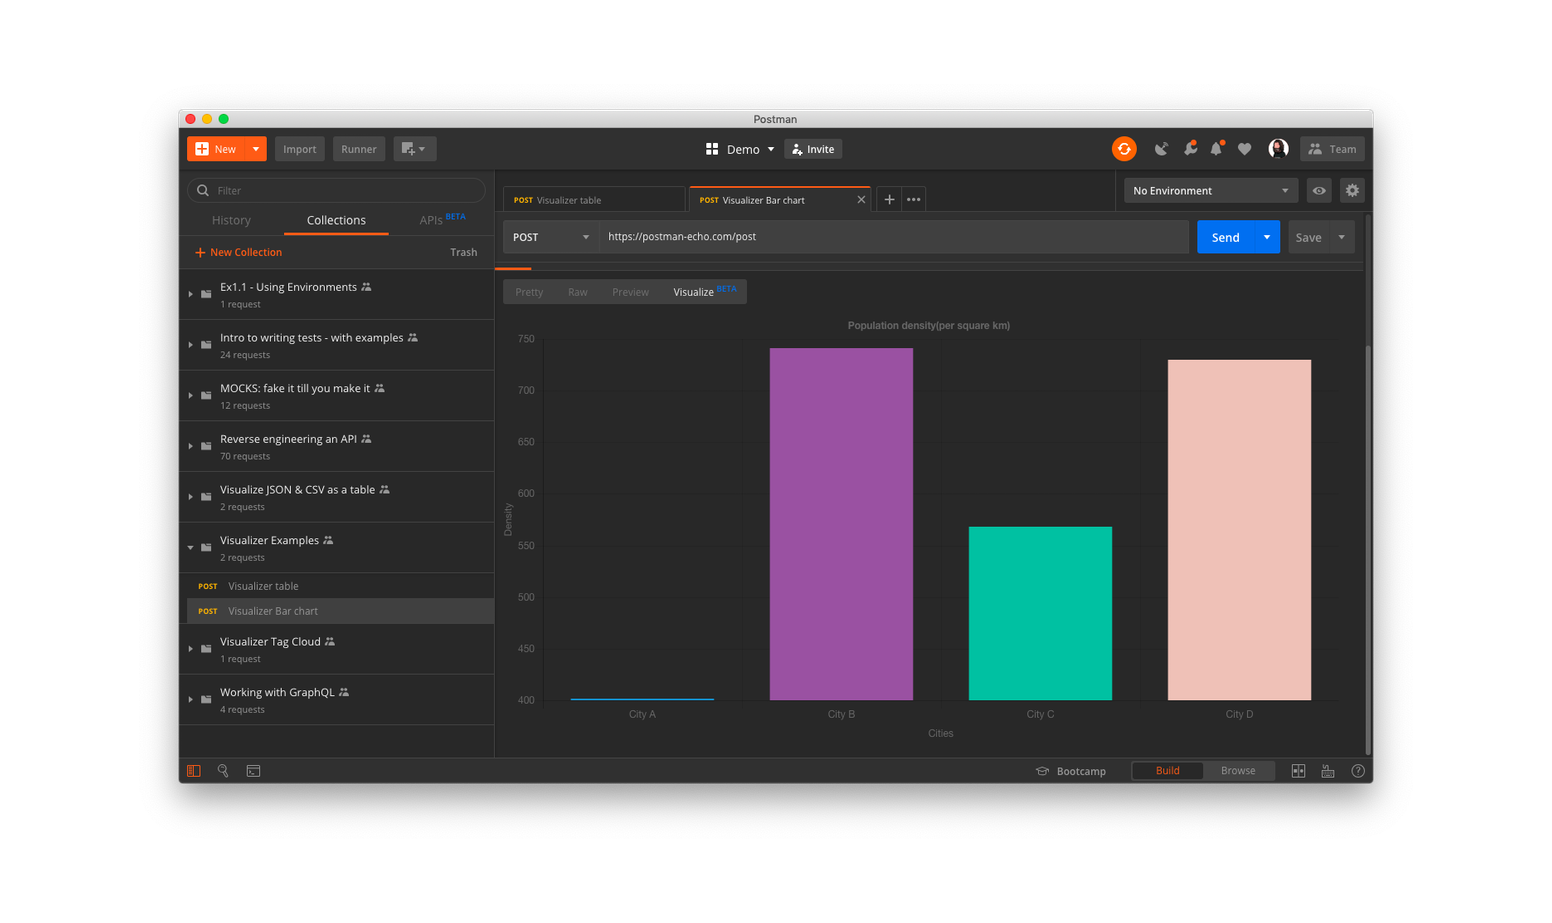 Postman
New
Import
Runner
Demo
Invite
Team
Filter
History
Collections
APIs BETA
New Collection
Trash
Ex1.1 - Using Environments
1 request
Intro to writing tests - with examples
24 requests
MOCKS: fake it till you make it
12 requests
Reverse engineering an API
70 requests
Visualize JSON & CSV as a table
2 requests
Visualizer Examples
2 requests
POST Visualizer table
POST Visualizer Bar chart
Visualizer Tag Cloud
1 request
Working with GraphQL
4 requests
POST Visualizer table
POST Visualizer Bar chart
No Environment
POST
https://postman-echo.com/post
Send
Save
Pretty
Raw
Preview
Visualize BETA
Population density(per square km)
750
700
650
600
550
500
450
400
Density
City A
City B
City C
City D
Cities
Bootcamp
Build
Browse